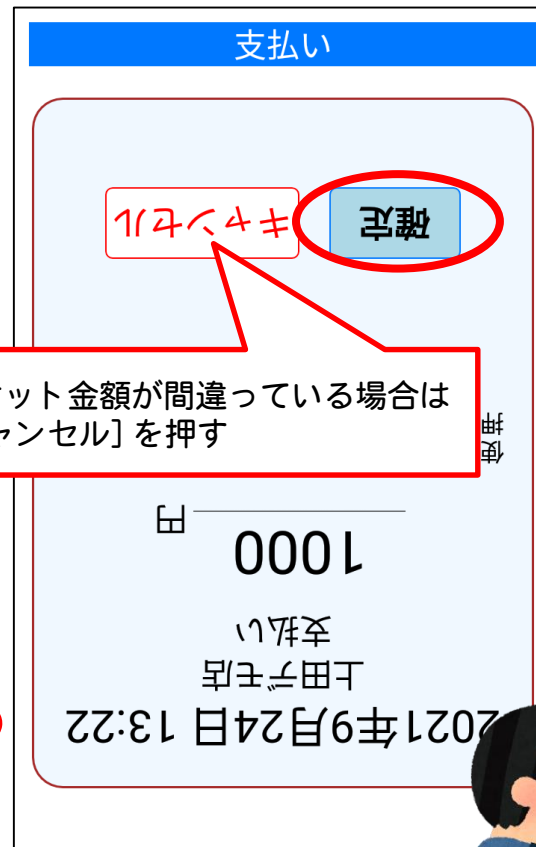 支払い
2021年9月24日 13:22
上田デモ店
支払い
1000
円
使
押
確定
キャンセル
ット金額が間違っている場合は
ャンセル］を押す